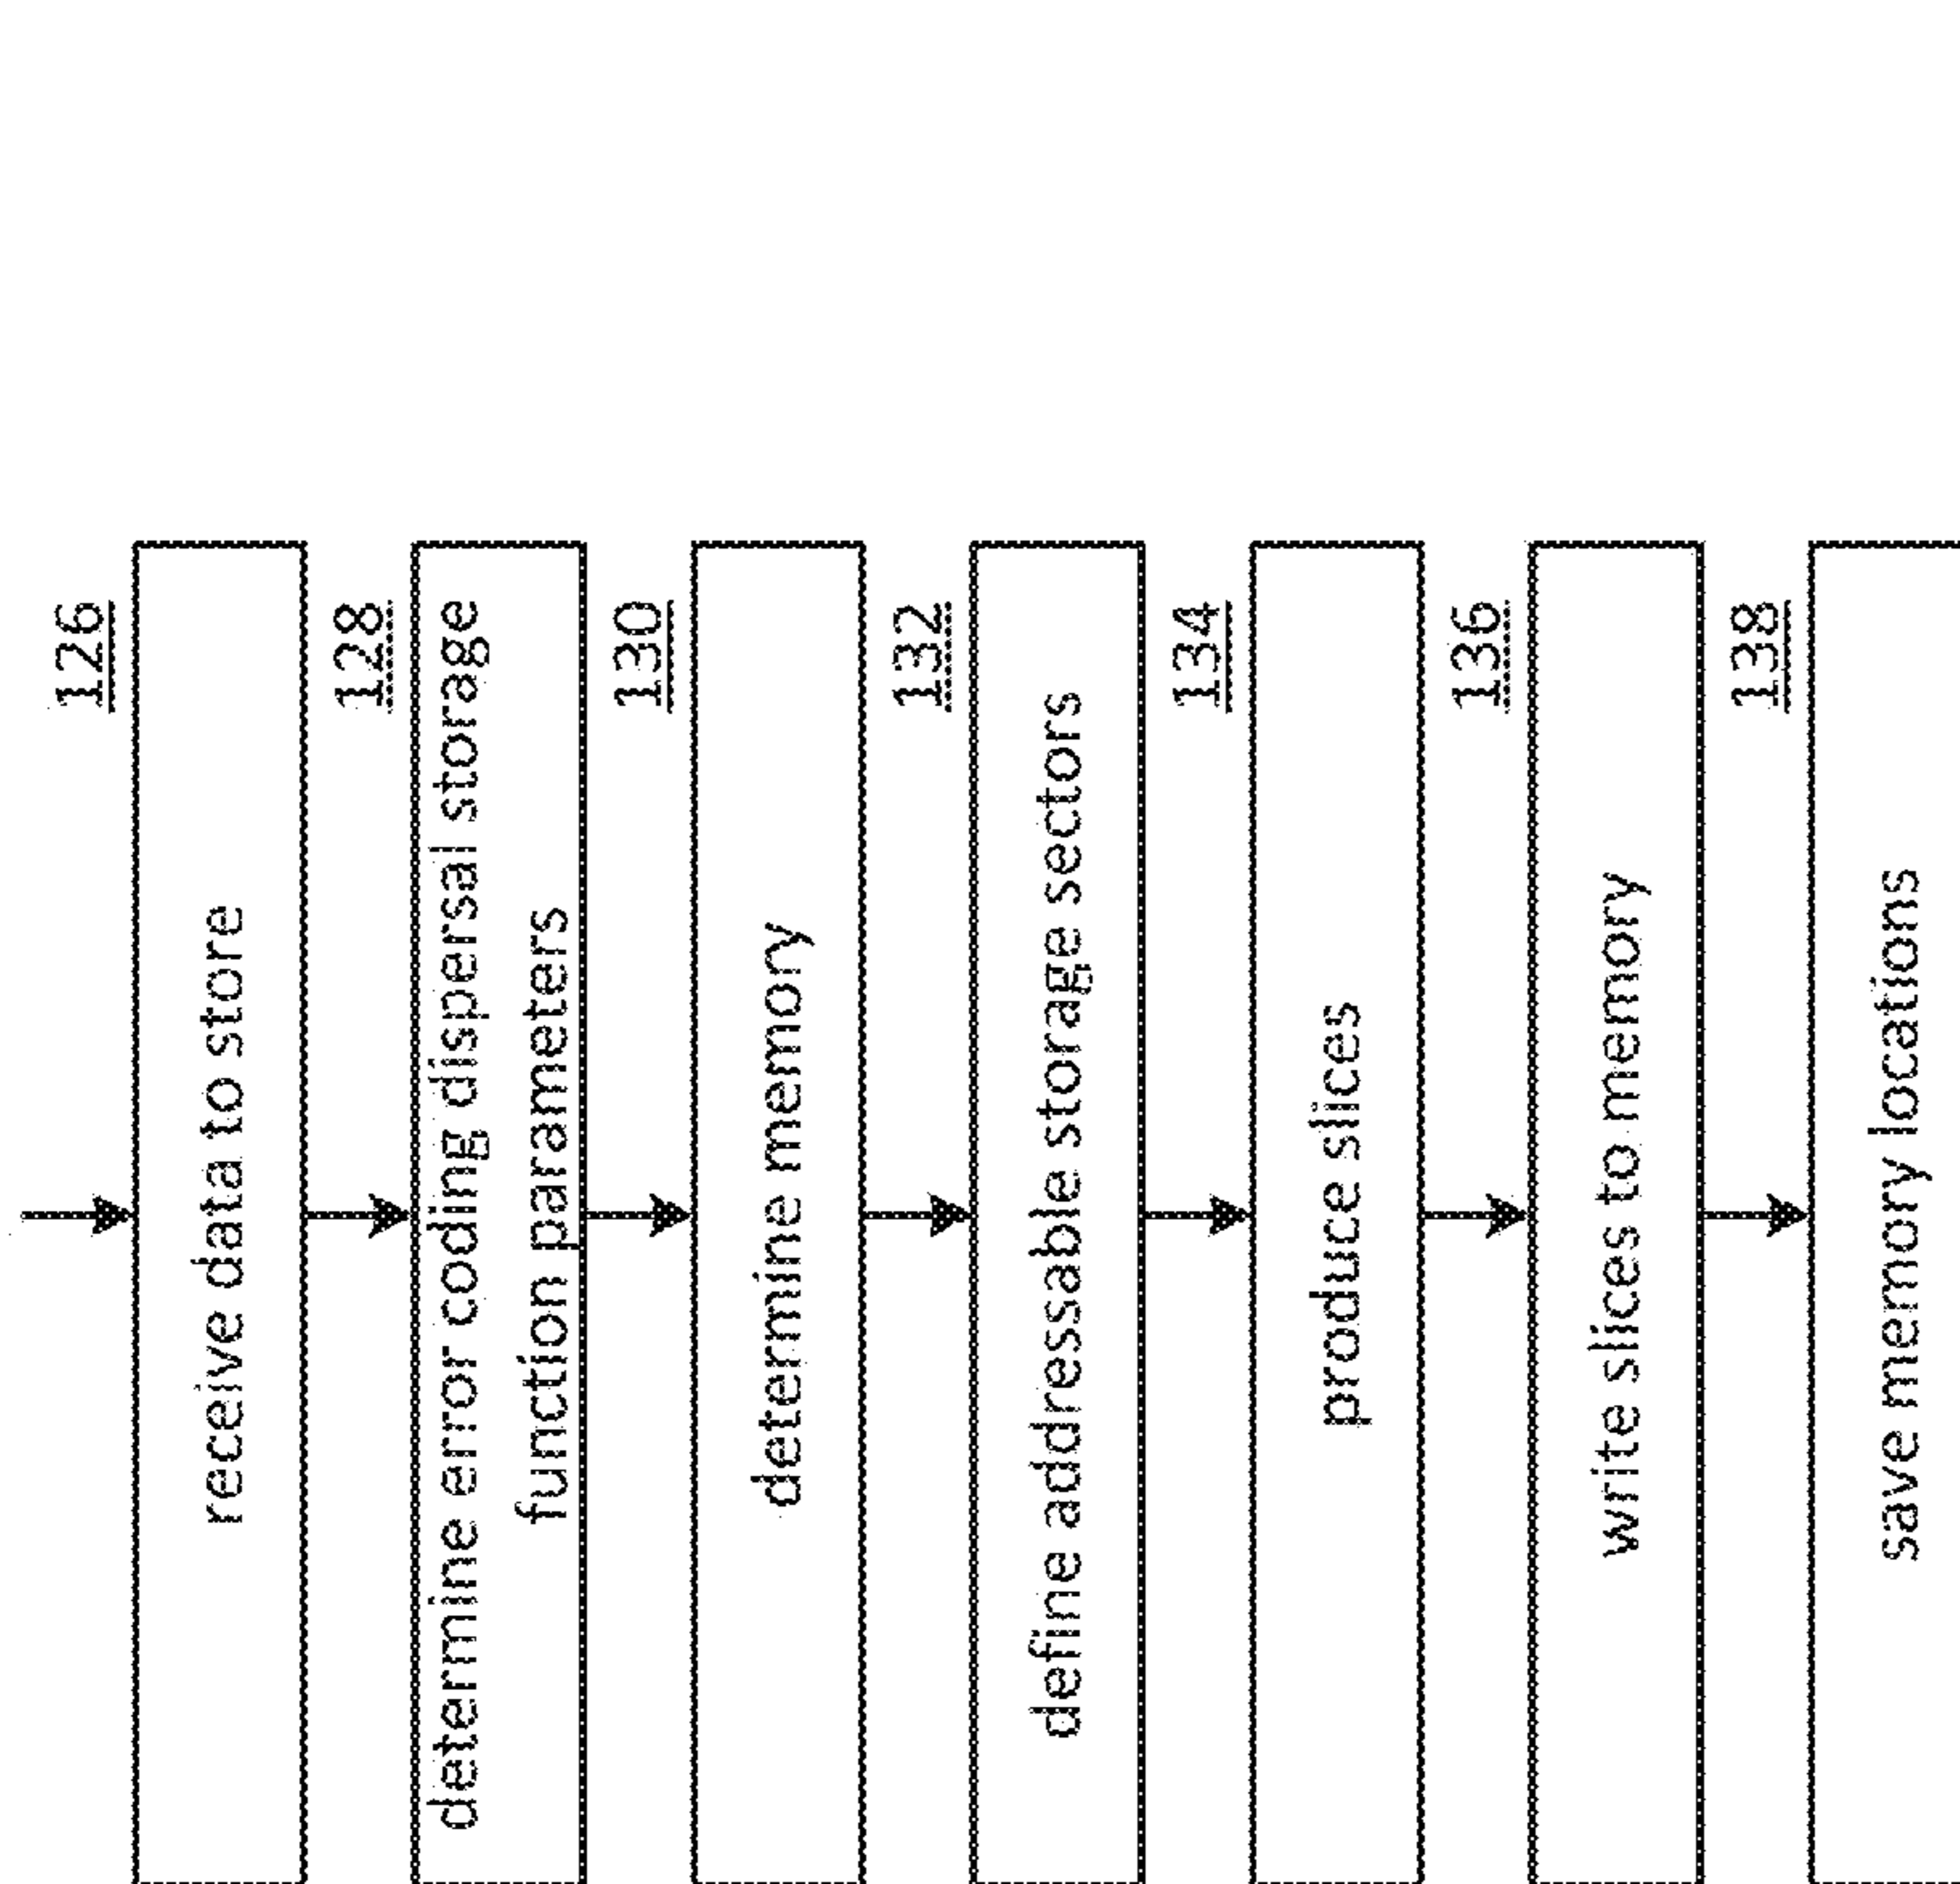 126
receive data to store
128
determine error coding dispersal storage
function parameters
130
determine memory
132
define addressable storage sectors
134
produce slices
136
write slices to memory
138
save memory locations